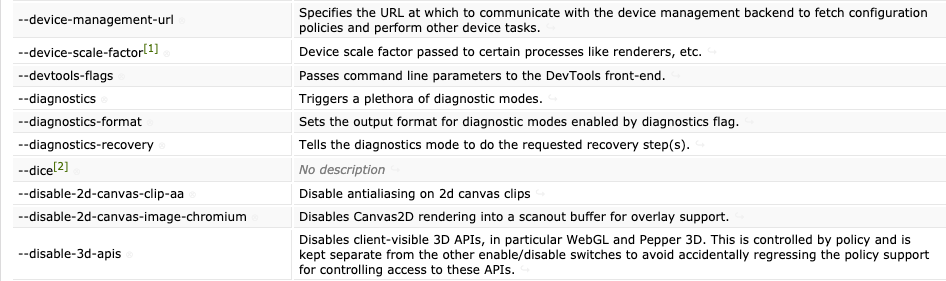 --device-management-url
Specifies the URL at which to communicate with the device management backend to fetch configuration
policies and perform other device tasks.
--device-scale-factor[1]
Device scale factor passed to certain processes like renderers, etc.
--devtools-flags
Passes command line parameters to the DevTools front-end.
--diagnostics
Triggers a plethora of diagnostic modes.
--diagnostics-format
Sets the output format for diagnostic modes enabled by diagnostics flag.
--diagnostics-recovery
Tells the diagnostics mode to do the requested recovery step(s).
--dice[2]
No description
--disable-2d-canvas-clip-aa
Disable antialiasing on 2d canvas clips
--disable-2d-canvas-image-chromium
Disables Canvas2D rendering into a scanout buffer for overlay support.
--disable-3d-apis
Disables client-visible 3D APIs, in particular WebGL and Pepper 3D. This is controlled by policy and is
kept separate from the other enable/disable switches to avoid accidentally regressing the policy support
for controlling access to these APIs.